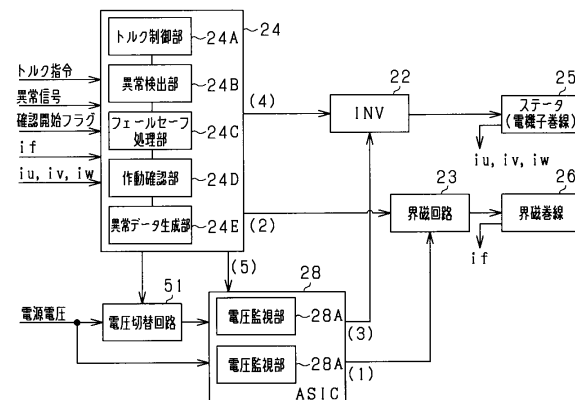 トルク制御部
24A
24
トルク指令
異常検出部
24B
異常信号
確認開始フラグ
フェールセーフ
処理部
24C
if
作動確認部
24D
iu, iv, iw
異常データ生成部
24E
(4)
(2)
(5)
22
INV
25
ステータ
(電機子巻線)
iu, iv, iw
23
界磁回路
26
界磁巻線
if
電源電圧
51
電圧切替回路
28
電圧監視部
28A
(3)
電圧監視部
28A
(1)
ASIC